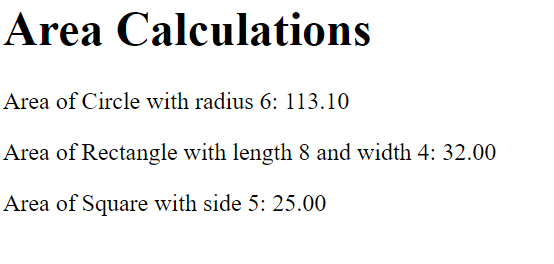 Area Calculations
Area of Circle with radius 6: 113.10
Area of Rectangle with length 8 and width 4: 32.00
Area of Square with side 5: 25.00